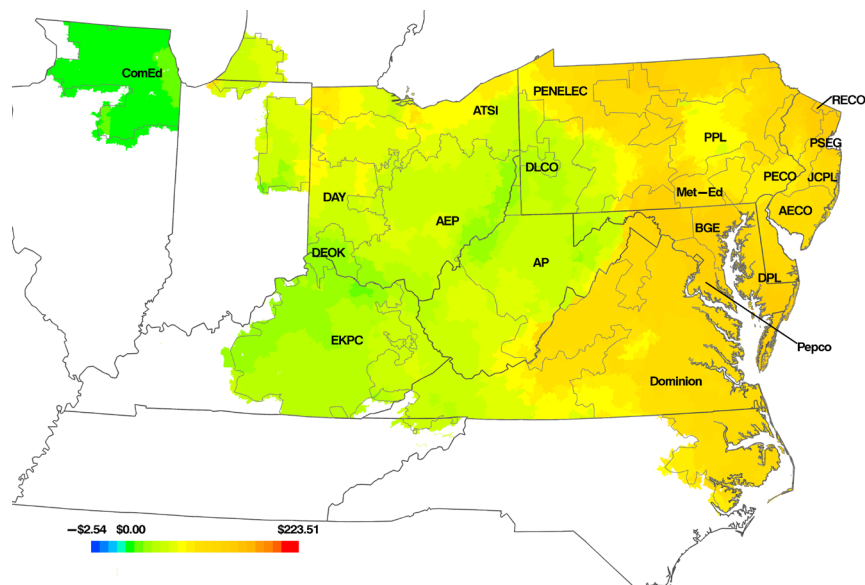 ComEd
PENELEC
RECO
ATSI
PPL
PSEG
DLCO
PECO
JCPL
Met-Ed
DAY
AECO
AEP
BGE
DEOK
AP
DPL
EKPC
Pepco
Dominion
−$2.54 $0.00 $223.51